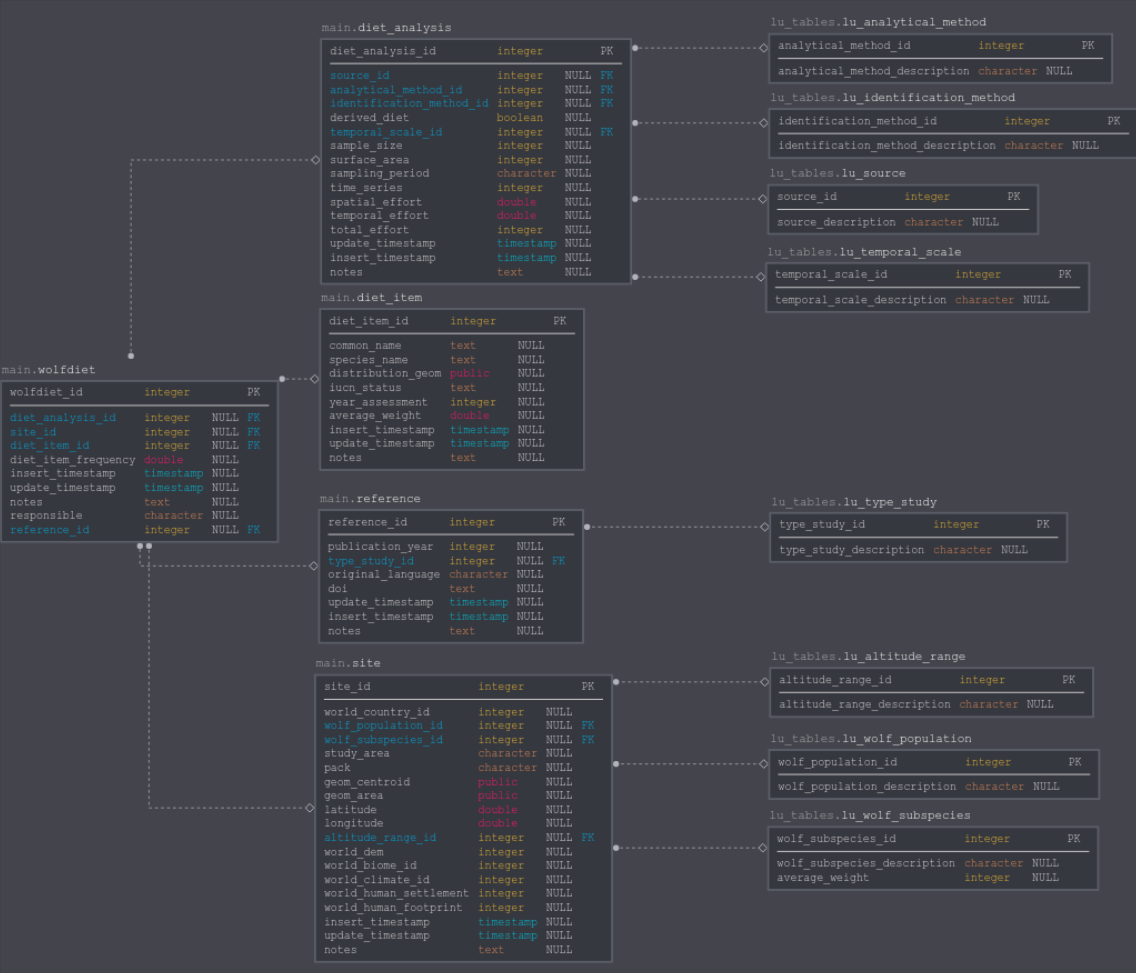 main.diet_analysis
diet_analysis_id integer PK
source_id integer NULL FK
analytical_method_id integer NULL FK
identification_method_id integer NULL FK
derived_diet boolean NULL
temporal_scale_id integer NULL FK
sample_size integer NULL
surface_area integer NULL
sampling_period character NULL
time_series integer NULL
spatial_effort double NULL
temporal_effort double NULL
total_effort integer NULL
update_timestamp timestamp NULL
insert_timestamp timestamp NULL
notes text NULL
lu_tables.lu_analytical_method
analytical_method_id integer PK
analytical_method_description character NULL
lu_tables.lu_identification_method
identification_method_id integer PK
identification_method_description character NULL
lu_tables.lu_source
source_id integer PK
source_description character NULL
lu_tables.lu_temporal_scale
temporal_scale_id integer PK
temporal_scale_description character NULL
main.diet_item
diet_item_id integer PK
common_name text NULL
species_name text NULL
distribution_geom public NULL
iucn_status text NULL
year_assessment integer NULL
average_weight double NULL
insert_timestamp timestamp NULL
update_timestamp timestamp NULL
notes text NULL
main.wolfdiet
wolfdiet_id integer PK
diet_analysis_id integer NULL FK
site_id integer NULL FK
diet_item_id integer NULL FK
diet_item_frequency double NULL
insert_timestamp timestamp NULL
update_timestamp timestamp NULL
notes text NULL
responsible character NULL
reference_id integer NULL FK
main.reference
reference_id integer PK
publication_year integer NULL
type_study_id integer NULL FK
original_language character NULL
doi text NULL
update_timestamp timestamp NULL
insert_timestamp timestamp NULL
notes text NULL
lu_tables.lu_type_study
type_study_id integer PK
type_study_description character NULL
main.site
site_id integer PK
world_country_id integer NULL
wolf_population_id integer NULL FK
wolf_subspecies_id integer NULL FK
study_area character NULL
pack character NULL
geom_centroid public NULL
geom_area public NULL
latitude double NULL
longitude double NULL
altitude_range_id integer NULL FK
world_dem integer NULL
world_biome_id integer NULL
world_climate_id integer NULL
world_human_settlement integer NULL
world_human_footprint integer NULL
insert_timestamp timestamp NULL
update_timestamp timestamp NULL
notes text NULL
lu_tables.lu_altitude_range
altitude_range_id integer PK
altitude_range_description character NULL
lu_tables.lu_wolf_population
wolf_population_id integer PK
wolf_population_description character NULL
lu_tables.lu_wolf_subspecies
wolf_subspecies_id integer PK
wolf_subspecies_description character NULL
average_weight integer NULL